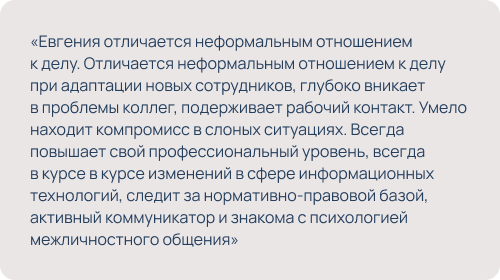 «Евгения отличается неформальным отношением
к делу. Отличается неформальным отношением к делу
при адаптации новых сотрудников, глубоко вникает
в проблемы коллег, подерживает рабочий контакт. Умело
находит компромисс в слоных ситуациях. Всегда
повышает свой профессиональный уровень, всегда
в курсе в курсе изменений в сфере информационных
технологий, следит за нормативно-правовой базой,
активный коммуникатор и знакома с психологией
межличностного общения»